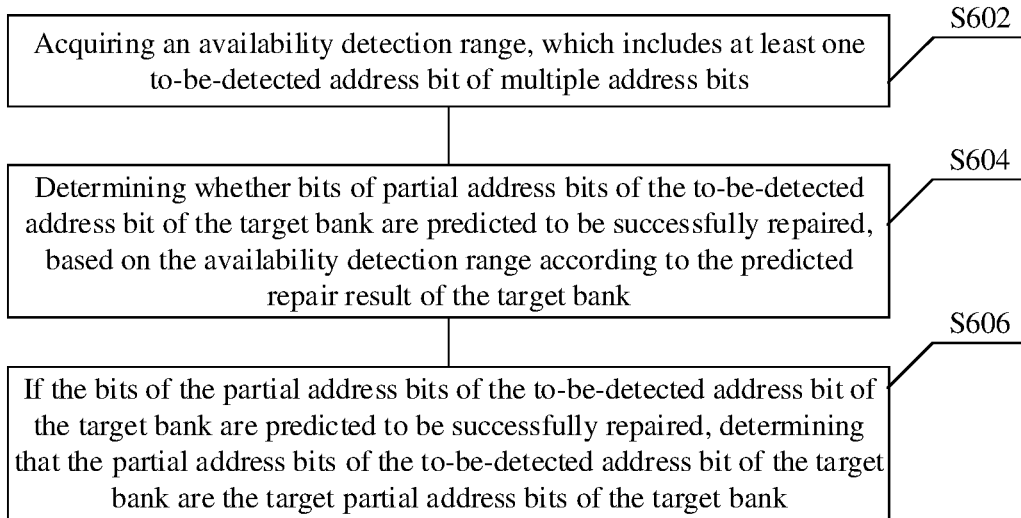 S602
Acquiring an availability detection range, which includes at least one
to-be-detected address bit of multiple address bits
S604
Determining whether bits of partial address bits of the to-be-detected
address bit of the target bank are predicted to be successfully repaired,
based on the availability detection range according to the predicted
repair result of the target bank
S606
If the bits of the partial address bits of the to-be-detected address bit of
the target bank are predicted to be successfully repaired, determining
that the partial address bits of the to-be-detected address bit of the target
bank are the target partial address bits of the target bank